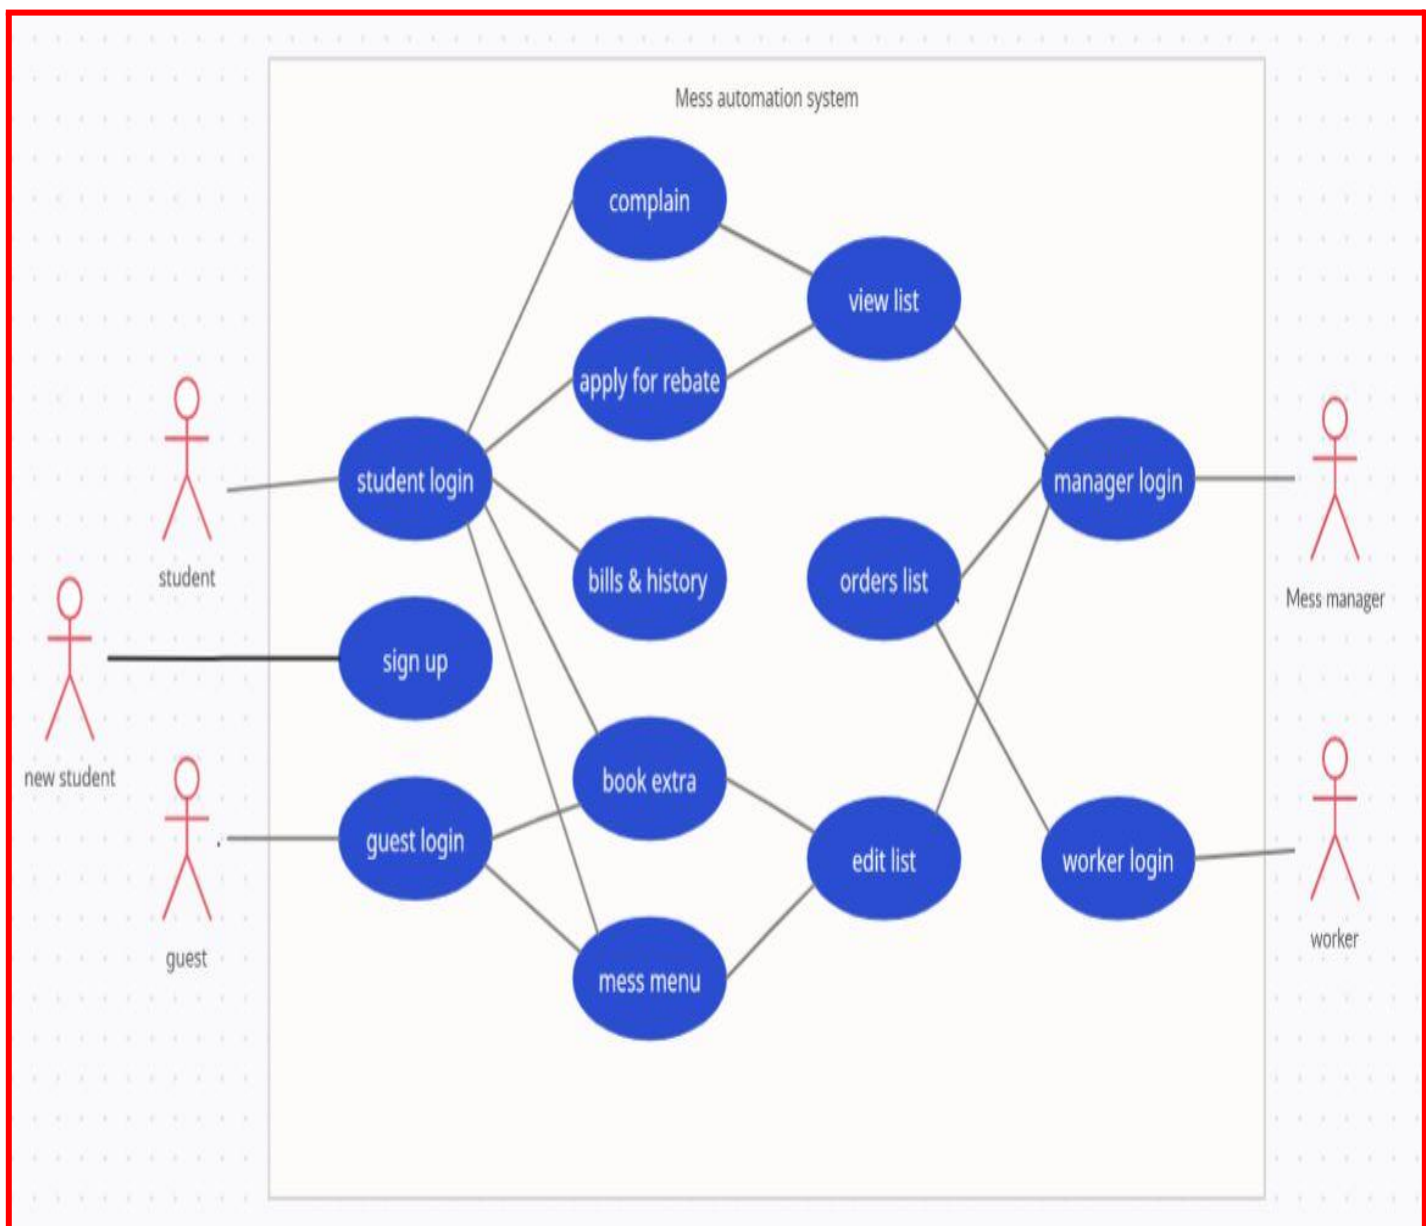 Mess automation system
complain
view list
apply for rebate
student login
manager login
student
bills & history
orders list
Mess manager
sign up
new student
book extra
guest login
edit list
worker login
guest
worker
mess menu